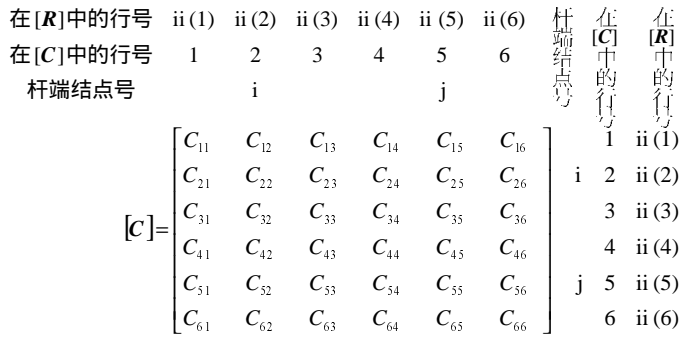 在[R]中的行号 ii (1) ii (2) ii (3) ii (4) ii (5) ii (6)
在[C]中的行号 1 2 3 4 5 6
杆端结点号 i j
杆端结点号
在[C]中的行号
在[R]中的行号
C11 C12 C13 C14 C15 C16 1 ii (1)
C21 C22 C23 C24 C25 C26 i 2 ii (2)
C31 C32 C33 C34 C35 C36 3 ii (3)
[C]=
C41 C42 C43 C44 C45 C46 4 ii (4)
C51 C52 C53 C54 C55 C56 j 5 ii (5)
C61 C62 C63 C64 C65 C66 6 ii (6)